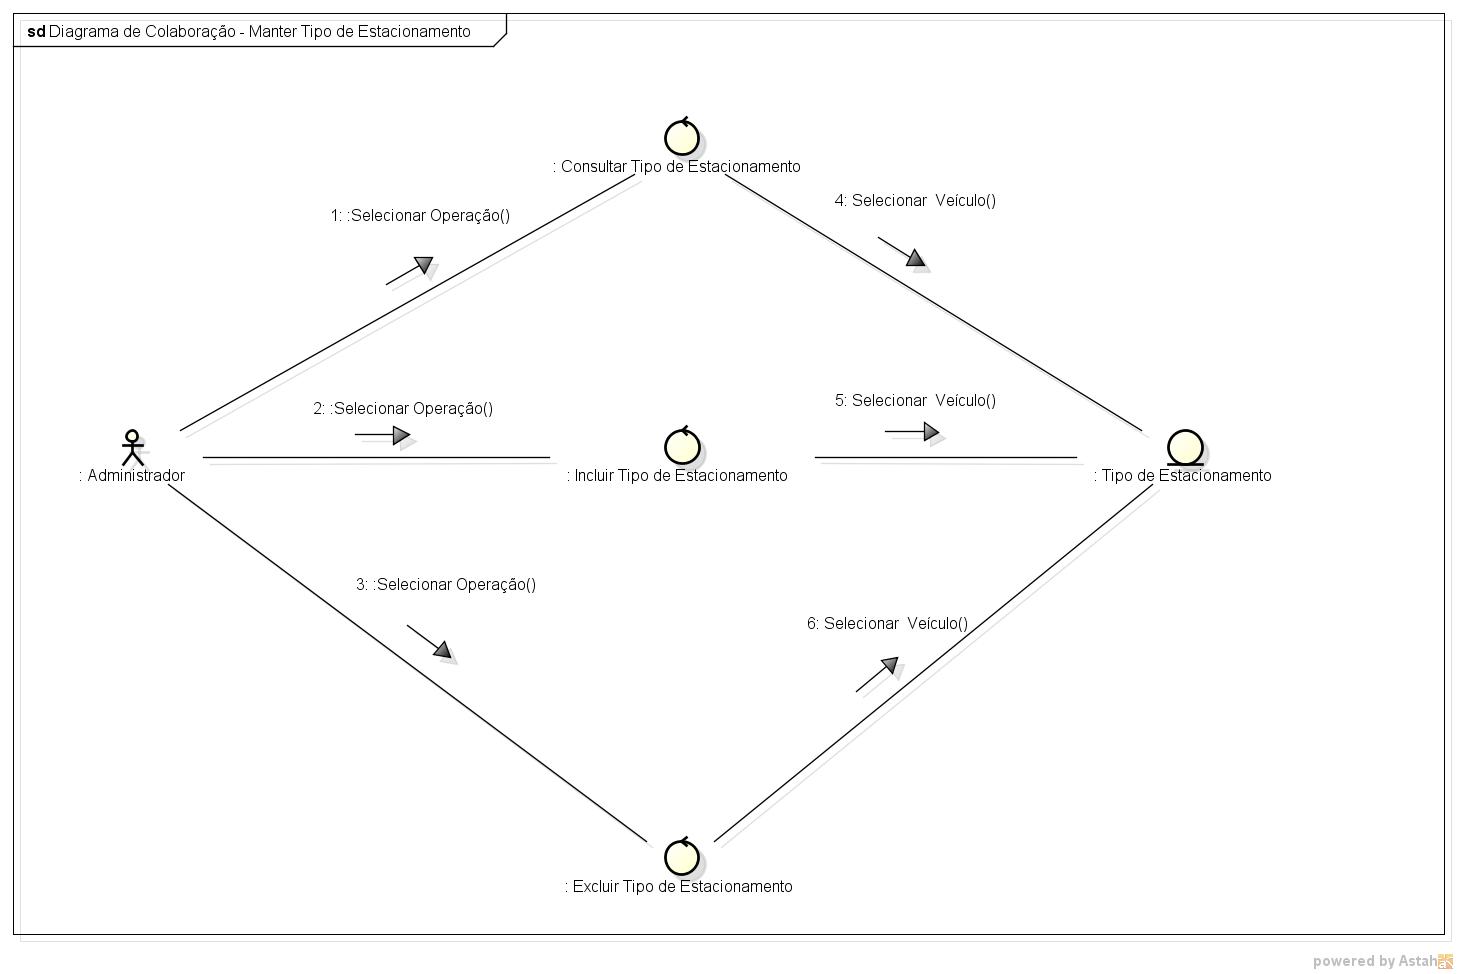 sd Diagrama de Colaboração - Manter Tipo de Estacionamento
: Consultar Tipo de Estacionamento
4: Selecionar  Veículo()
1: :Selecionar Operação()
5: Selecionar  Veículo()
2: :Selecionar Operação()
: Administrador
: Incluir Tipo de Estacionamento
: Tipo de Estacionamento
3: :Selecionar Operação()
6: Selecionar  Veículo()
: Excluir Tipo de Estacionamento
powered by Astah